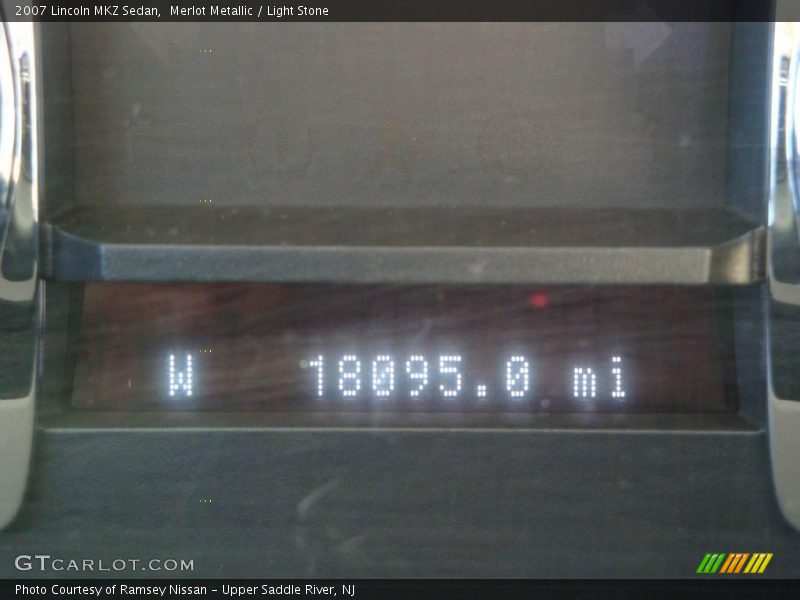 2007 Lincoln MKZ Sedan,  Merlot Metallic / Light Stone
W 18095.0 mi
GTCARLOT.COM
Photo Courtesy of Ramsey Nissan - Upper Saddle River, NJ